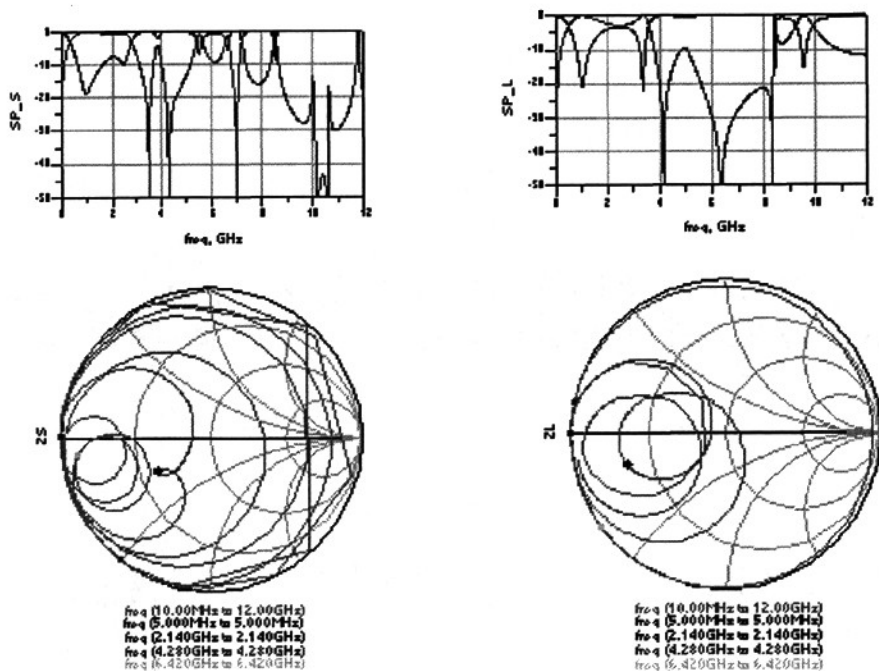 0
-10
-20
-30
-40
-50
SP_S
0 2 4 6 8 10 12
freq, GHz
0
-10
-20
-30
-40
-50
SP_L
0 2 4 6 8 10 12
freq, GHz
ZS
freq (10.00MHz to 12.00GHz)
freq (5.000MHz to 5.000MHz)
freq (2.140GHz to 2.140GHz)
freq (4.280GHz to 4.280GHz)
freq (6.420GHz to 6.420GHz)
ZL
freq (10.00MHz to 12.00GHz)
freq (5.000MHz to 5.000MHz)
freq (2.140GHz to 2.140GHz)
freq (4.280GHz to 4.280GHz)
freq (6.420GHz to 6.420GHz)